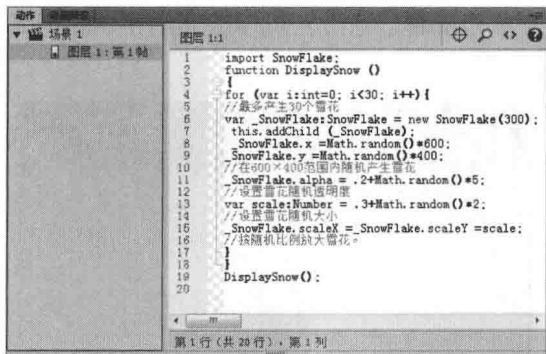 动作
场景 1
图层 1：第 1 帧
图层 1:1
1 import SnowFlake;
2 function DisplaySnow ()
3 {
4 for (var i:int=0; i<30; i++){
5 //最多产生30个雪花
6 var _SnowFlake:SnowFlake = new SnowFlake(300);
7 this.addChild (_SnowFlake);
8 _SnowFlake.x =Math.random()*600;
9 _SnowFlake.y =Math.random()*400;
10 //在600×400范围内随机产生雪花
11 _SnowFlake.alpha = .2+Math.random()*5;
12 //设置雪花随机透明度
13 var scale:Number = .3+Math.random()*2;
14 //设置雪花随机大小
15 _SnowFlake.scaleX =_SnowFlake.scaleY =scale;
16 //按随机比例放大雪花。
17 }
18 }
19 DisplaySnow();
20
第 1 行（共 20 行），第 1 列